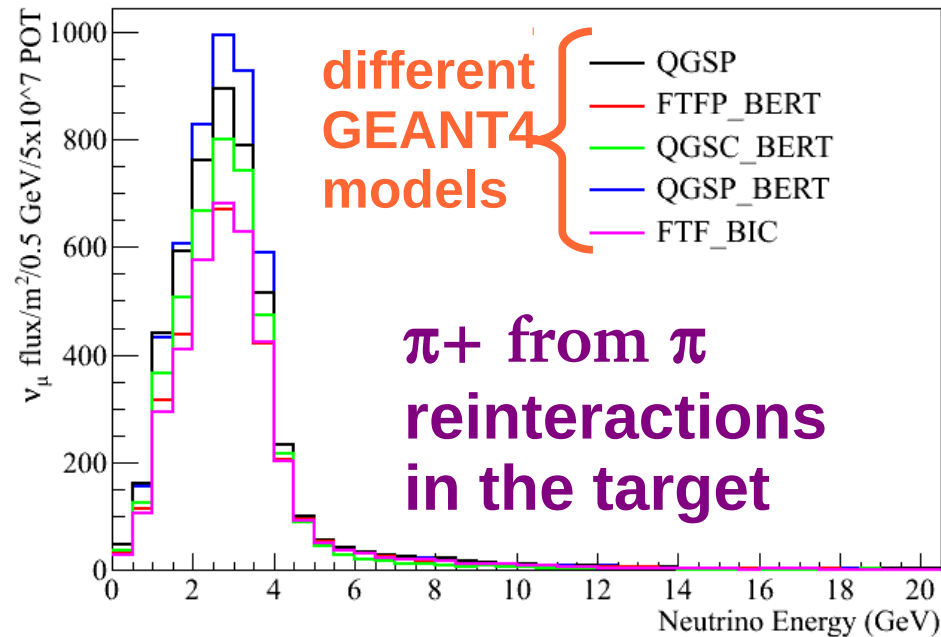 1000
800
600
400
200
0
ν_μ flux/m²/0.5 GeV/5x10^7 POT
different
GEANT4
models
QGSP
FTFP_BERT
QGSC_BERT
QGSP_BERT
FTF_BIC
π+ from π
reinteractions
in the target
0 2 4 6 8 10 12 14 16 18 20
Neutrino Energy (GeV)